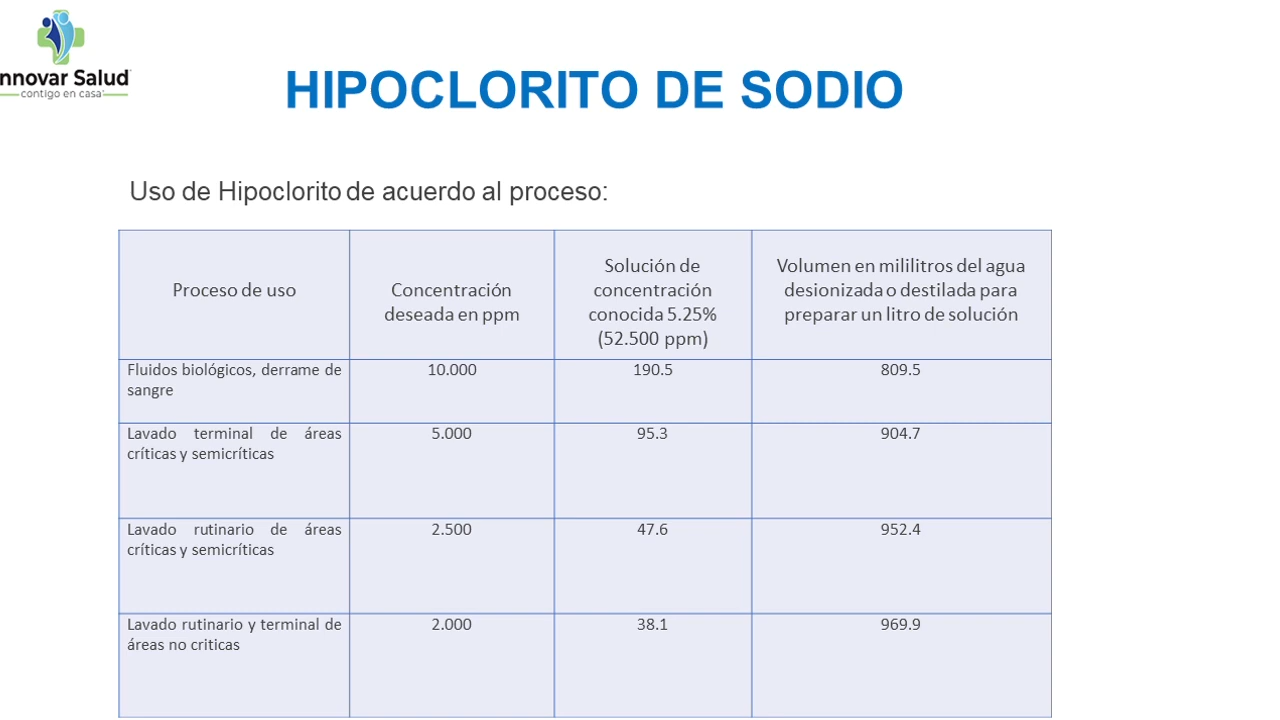 nnovar Salud
contigo en casa
HIPOCLORITO DE SODIO
Uso de Hipoclorito de acuerdo al proceso:
Proceso de uso
Concentración
deseada en ppm
Solución de
concentración
conocida 5.25%
(52.500 ppm)
Volumen en mililitros del agua
desionizada o destilada para
preparar un litro de solución
Fluidos biológicos, derrame de
sangre
10.000
190.5
809.5
Lavado terminal de áreas
críticas y semicríticas
5.000
95.3
904.7
Lavado rutinario de áreas
críticas y semicríticas
2.500
47.6
952.4
Lavado rutinario y terminal de
áreas no criticas
2.000
38.1
969.9